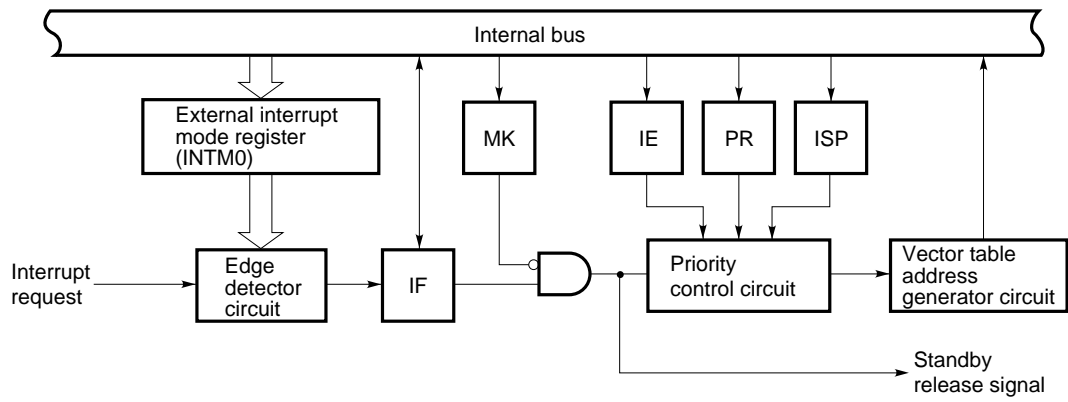 Internal bus
External interrupt
mode register
(INTM0)
MK
IE
PR
ISP
Interrupt
request
Edge
detector
circuit
IF
Priority
control circuit
Vector table
address
generator circuit
Standby
release signal